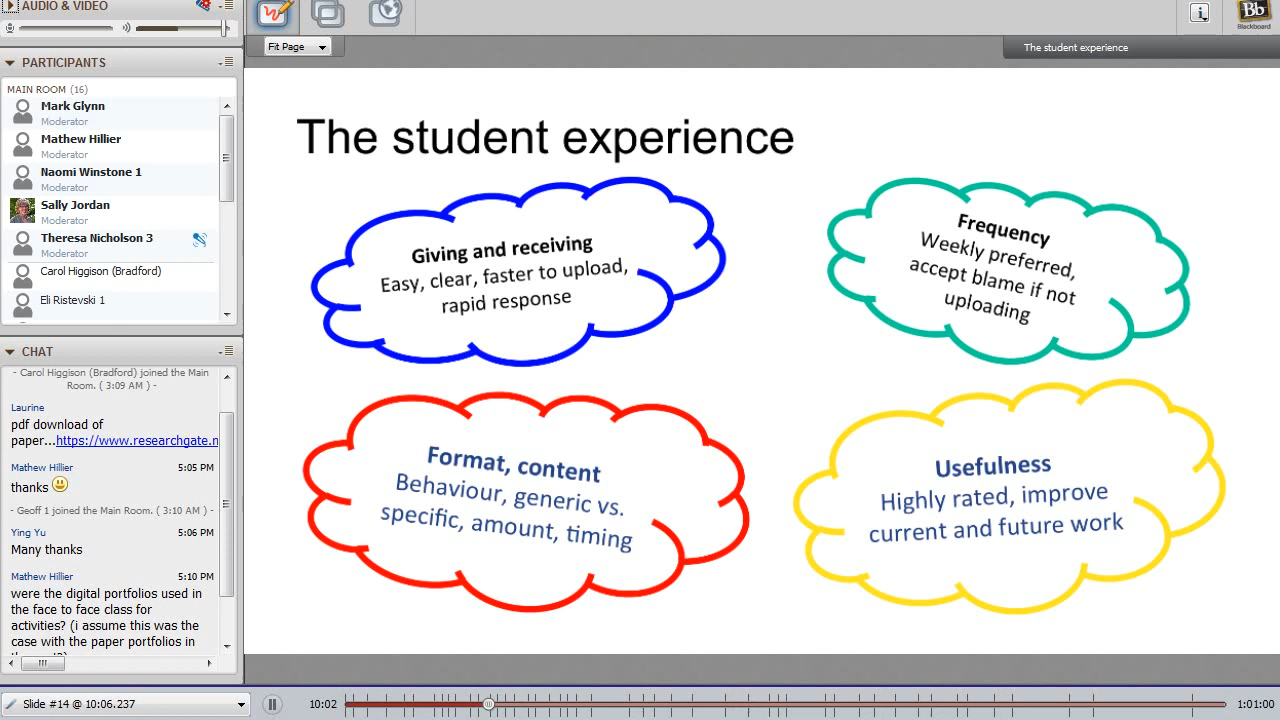 AUDIO & VIDEO
PARTICIPANTS
MAIN ROOM (16)
Mark Glynn
Moderator
Mathew Hillier
Moderator
Naomi Winstone 1
Moderator
Sally Jordan
Moderator
Theresa Nicholson 3
Moderator
Carol Higgison (Bradford)
Eli Ristevski 1
CHAT
- Carol Higgison (Bradford) joined the Main
Room. ( 3:09 AM ) -
Laurine
pdf download of
paper...https://www.researchgate.n
Mathew Hillier 5:05 PM
thanks
- Geoff 1 joined the Main Room. ( 3:10 AM ) -
Ying Yu 5:06 PM
Many thanks
Mathew Hillier 5:10 PM
were the digital portfolios used in
the face to face class for
activities? (i assume this was the
case with the paper portfolios in
Fit Page
i
Bb
Blackboard
The student experience
The student experience
Giving and receiving
Easy, clear, faster to upload,
rapid response
Frequency
Weekly preferred,
accept blame if not
uploading
Format, content
Behaviour, generic vs.
specific, amount, timing
Usefulness
Highly rated, improve
current and future work
Slide #14 @ 10:06.237
10:02
1:01:00